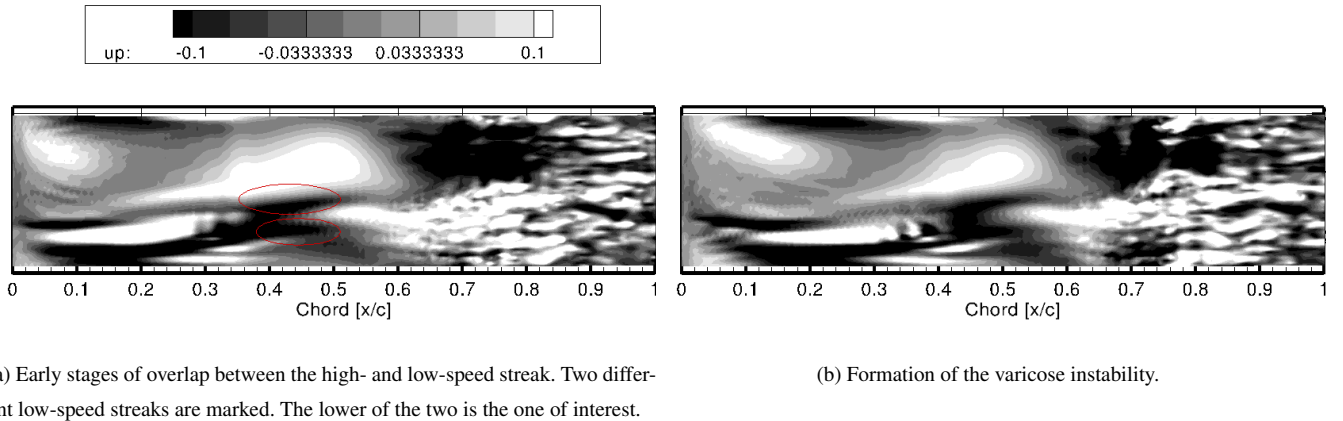 up: -0.1 -0.0333333 0.0333333 0.1
0 0.1 0.2 0.3 0.4 0.5 0.6 0.7 0.8 0.9 1
Chord [x/c]
0 0.1 0.2 0.3 0.4 0.5 0.6 0.7 0.8 0.9 1
Chord [x/c]
a) Early stages of overlap between the high- and low-speed streak. Two differ-
nt low-speed streaks are marked. The lower of the two is the one of interest.
(b) Formation of the varicose instability.